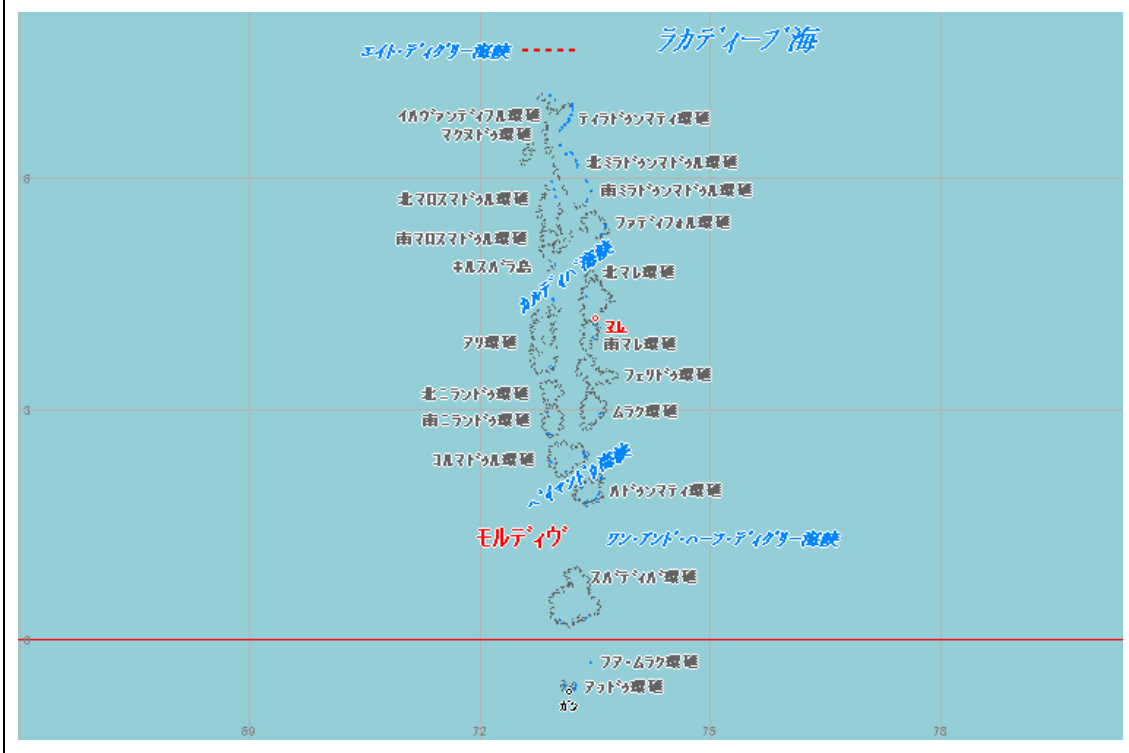 ラカディーブ海
エイト・ディグリー海峡
イハヴァンディフル環礁
ティラドゥンマティ環礁
マクヌドゥ環礁
北ミラドゥンマドゥル環礁
6
南ミラドゥンマドゥル環礁
北マロスマドゥル環礁
ファディフォル環礁
南マロスマドゥル環礁
キルスバラ島
カルディバ海峡
北マレ環礁
マレ
アリ環礁
南マレ環礁
フェリドゥ環礁
北ニランドゥ環礁
3
ムラク環礁
南ニランドゥ環礁
コルマドゥル環礁
ベイマンドゥ海峡
ハドゥンマティ環礁
モルディヴ
ワン・アンド・ハーフ・ディグリー海峡
スバディバ環礁
0
フア・ムラク環礁
アッドゥ環礁
ガン
69
72
75
78